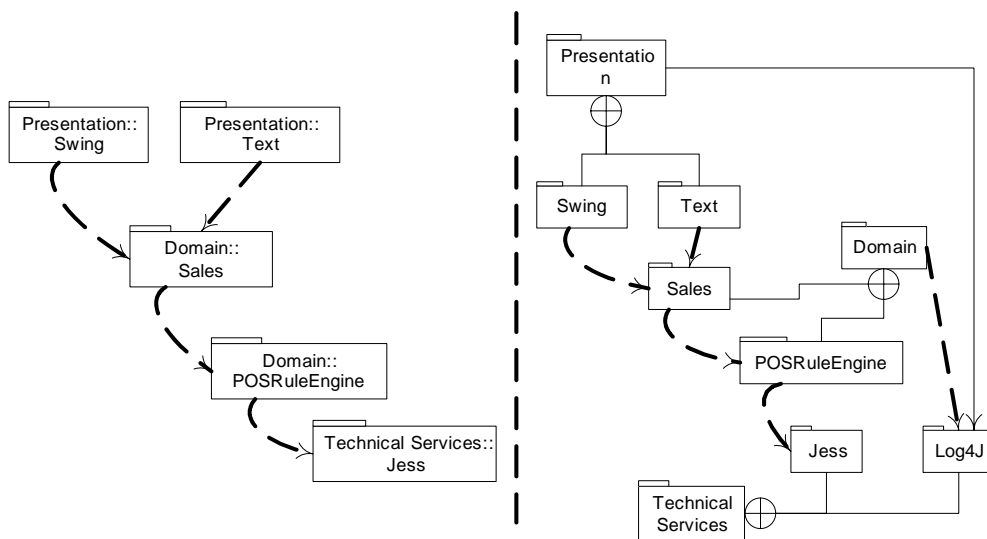 Presentation::
Swing
Presentation::
Text
Domain::
Sales
Domain::
POSRuleEngine
Technical Services::
Jess
Presentatio
n
Swing
Text
Domain
Sales
POSRuleEngine
Jess
Log4J
Technical
Services